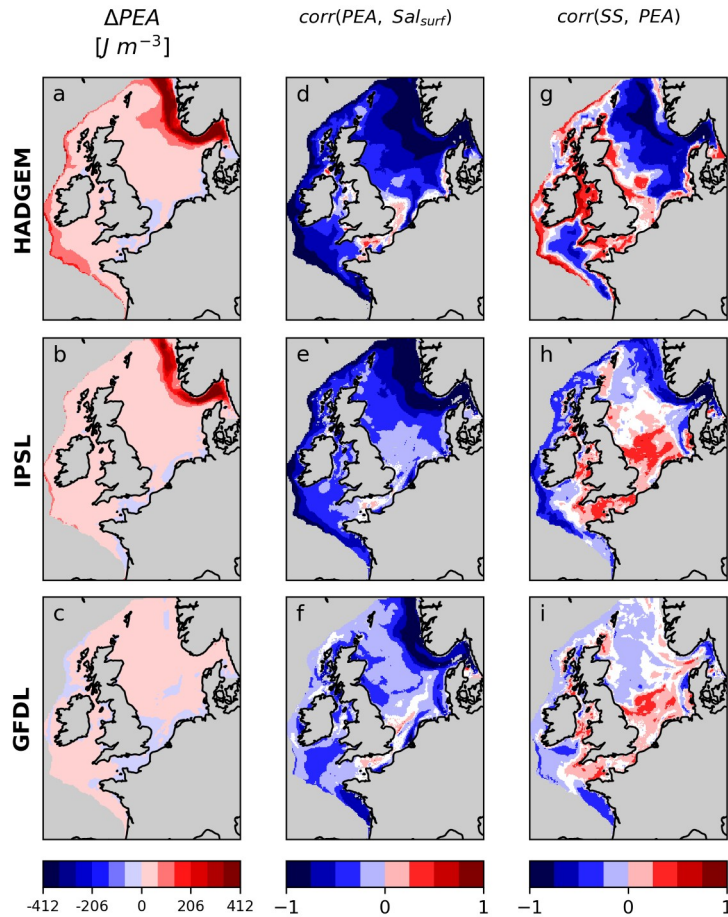 ΔPEA
[J m⁻³]
corr(PEA, Sal_surf)
corr(SS, PEA)
HADGEM
a
d
g
IPSL
b
e
h
GFDL
c
f
i
-412 -206 0 206 412
−1 0 1
−1 0 1